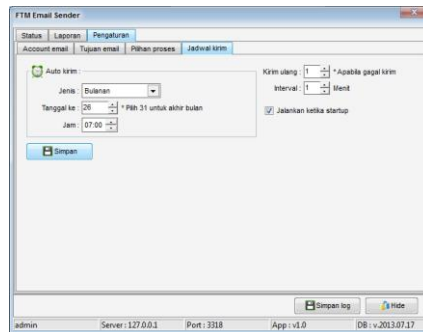 FTM Email Sender
Status Laporan Pengaturan
Account email Tujuan email Pilihan proses Jadwal kirim
Auto kirim :
Jenis : Bulanan
Tanggal ke : 26 * Pilih 31 untuk akhir bulan
Jam : 07:00
Kirim ulang : 1 * Apabila gagal kirim
Interval : 1 Menit
Jalankan ketika startup
Simpan
Simpan log Hide
admin Server : 127.0.0.1 Port : 3318 App : v1.0 DB : v.2013.07.17